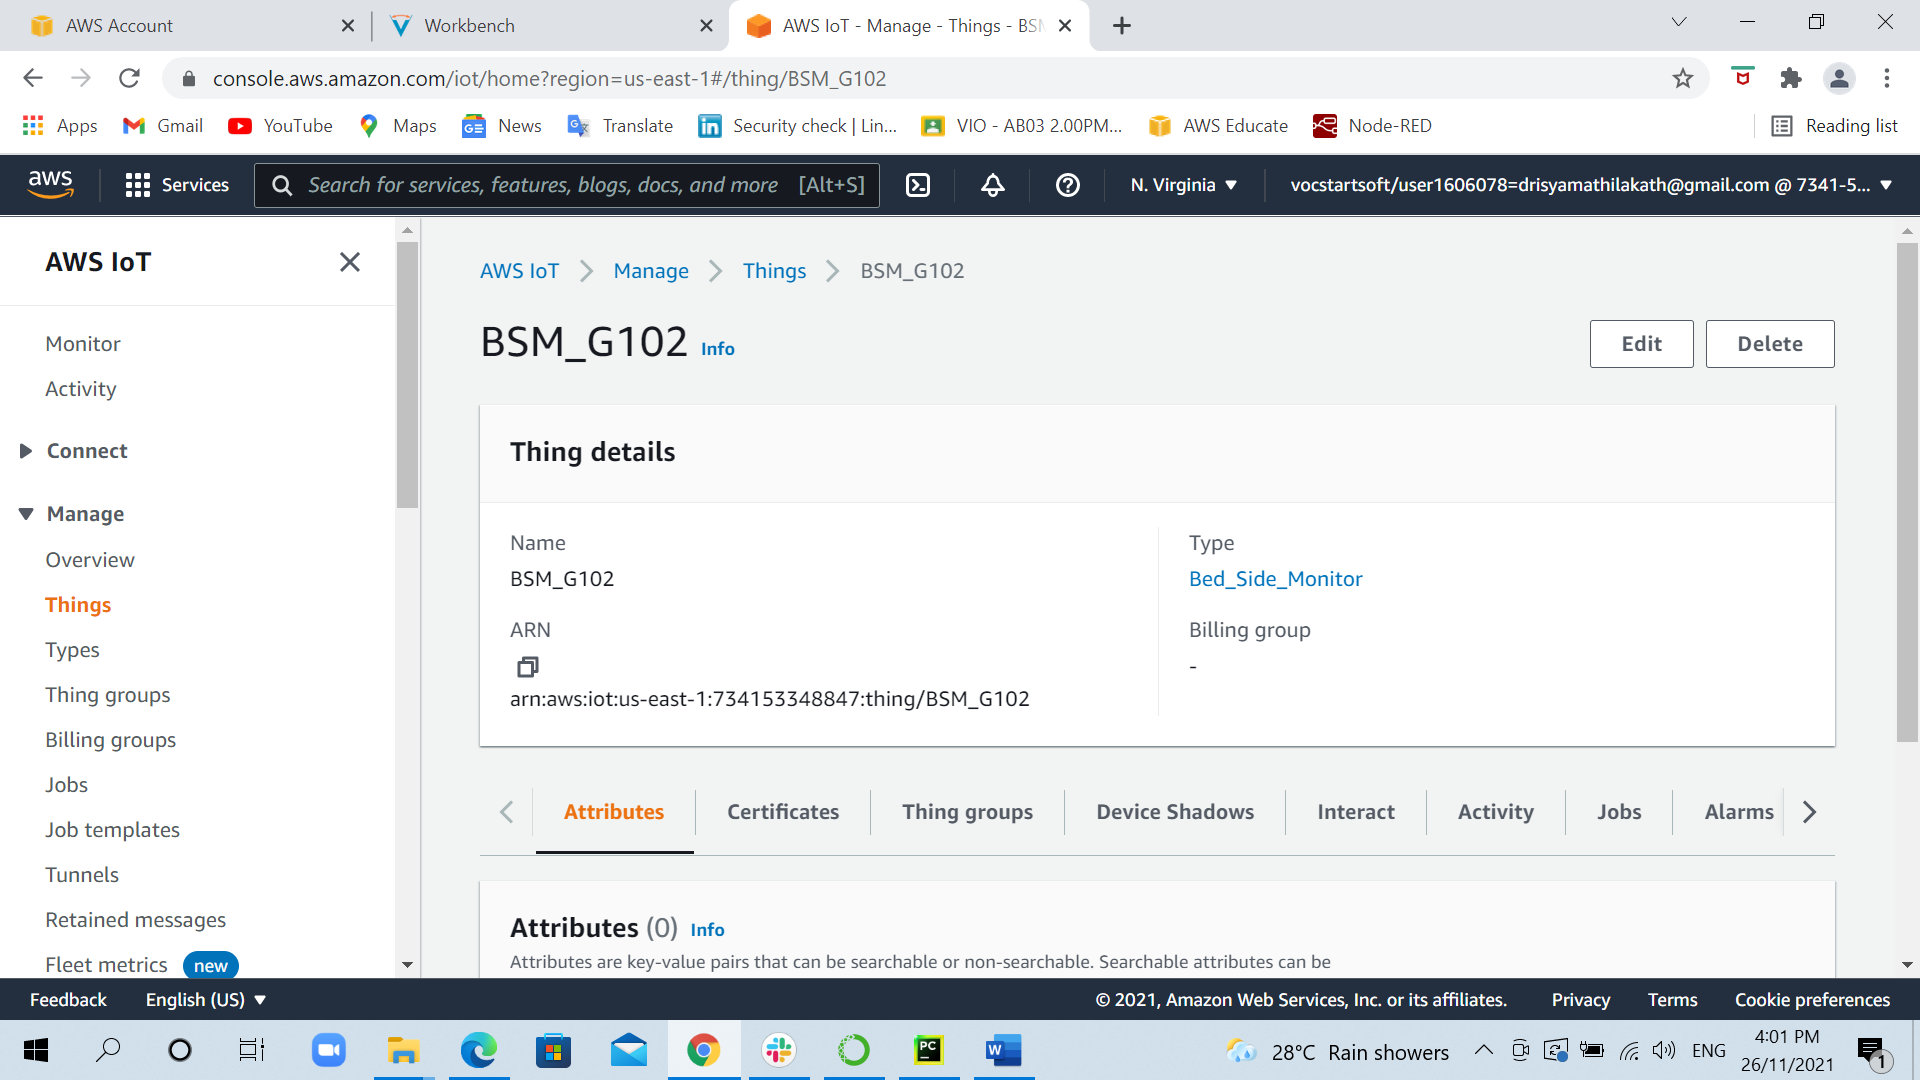 AWS Account
Workbench
AWS IoT - Manage - Things - BSM
console.aws.amazon.com/iot/home?region=us-east-1#/thing/BSM_G102
Apps
Gmail
YouTube
Maps
News
Translate
Security check | Lin...
VIO - AB03 2.00PM...
AWS Educate
Node-RED
Reading list
aws
Services
Search for services, features, blogs, docs, and more [Alt+S]
N. Virginia
vocstartsoft/user1606078=drisyamathilakath@gmail.com @ 7341-5...
AWS IoT
Monitor
Activity
Connect
Manage
Overview
Things
Types
Thing groups
Billing groups
Jobs
Job templates
Tunnels
Retained messages
Fleet metrics new
AWS IoT
Manage
Things
BSM_G102
BSM_G102 Info
Edit
Delete
Thing details
Name
BSM_G102
ARN
arn:aws:iot:us-east-1:734153348847:thing/BSM_G102
Type
Bed_Side_Monitor
Billing group
-
Attributes
Certificates
Thing groups
Device Shadows
Interact
Activity
Jobs
Alarms
Attributes (0) Info
Attributes are key-value pairs that can be searchable or non-searchable. Searchable attributes can be
Feedback
English (US)
© 2021, Amazon Web Services, Inc. or its affiliates.
Privacy
Terms
Cookie preferences
PC
W
28°C Rain showers
ENG
4:01 PM
26/11/2021
1